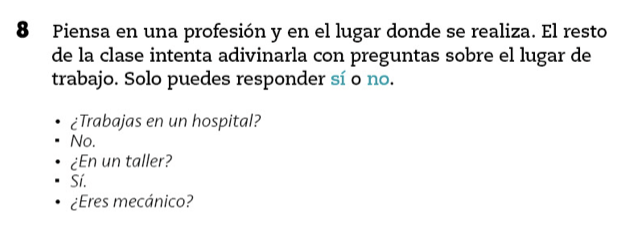 8 Piensa en una profesión y en el lugar donde se realiza. El resto
de la clase intenta adivinarla con preguntas sobre el lugar de
trabajo. Solo puedes responder sí o no.
• ¿Trabajas en un hospital?
▪ No.
• ¿En un taller?
▪ Sí.
• ¿Eres mecánico?